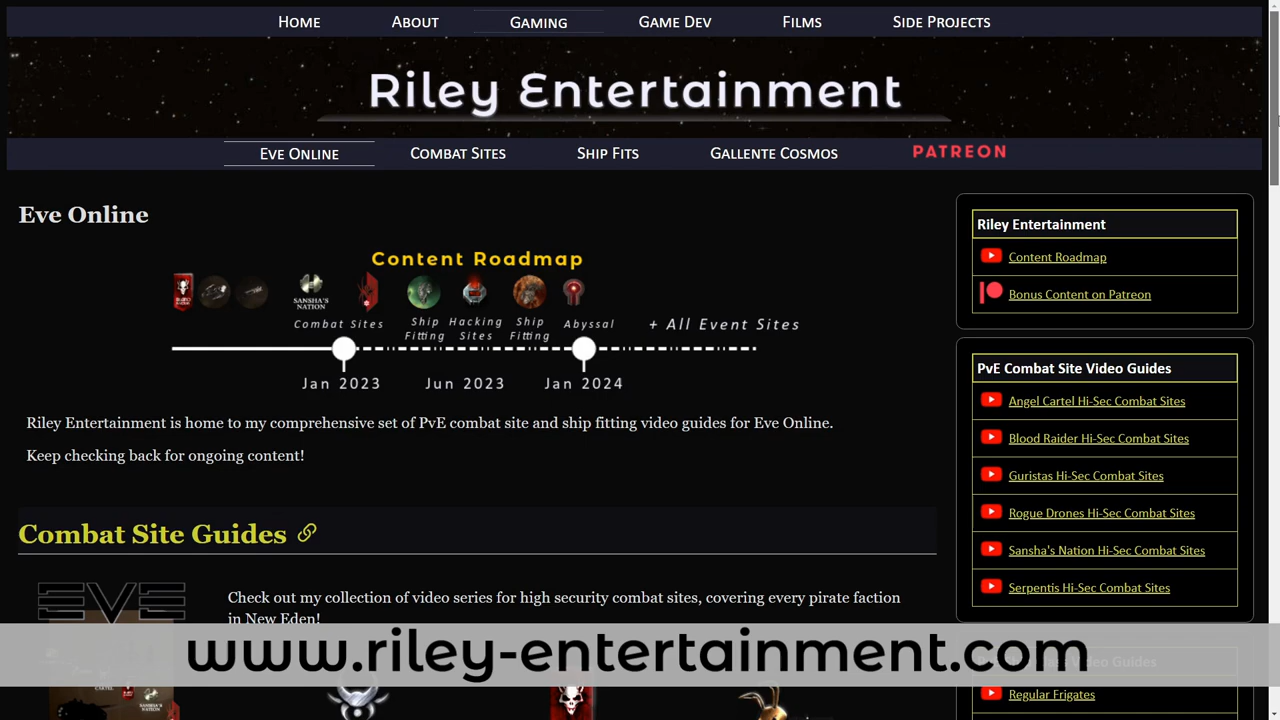 HOME ABOUT GAMING GAME DEV FILMS SIDE PROJECTS
Riley Entertainment
EVE ONLINE COMBAT SITES SHIP FITS GALLENTE COSMOS PATREON
Eve Online
Content Roadmap
SANSHA'S
NATION
Combat Sites
Ship
Fitting
Hacking
Sites
Ship
Fitting
Abyssal
+ All Event Sites
Jan 2023
Jun 2023
Jan 2024
Riley Entertainment is home to my comprehensive set of PvE combat site and ship fitting video guides for Eve Online.
Keep checking back for ongoing content!
Combat Site Guides
EVE
Check out my collection of video series for high security combat sites, covering every pirate faction
in New Eden!
Riley Entertainment
Content Roadmap
Bonus Content on Patreon
PvE Combat Site Video Guides
Angel Cartel Hi-Sec Combat Sites
Blood Raider Hi-Sec Combat Sites
Guristas Hi-Sec Combat Sites
Rogue Drones Hi-Sec Combat Sites
Sansha's Nation Hi-Sec Combat Sites
Serpentis Hi-Sec Combat Sites
Video Guides
Regular Frigates
www.riley-entertainment.com